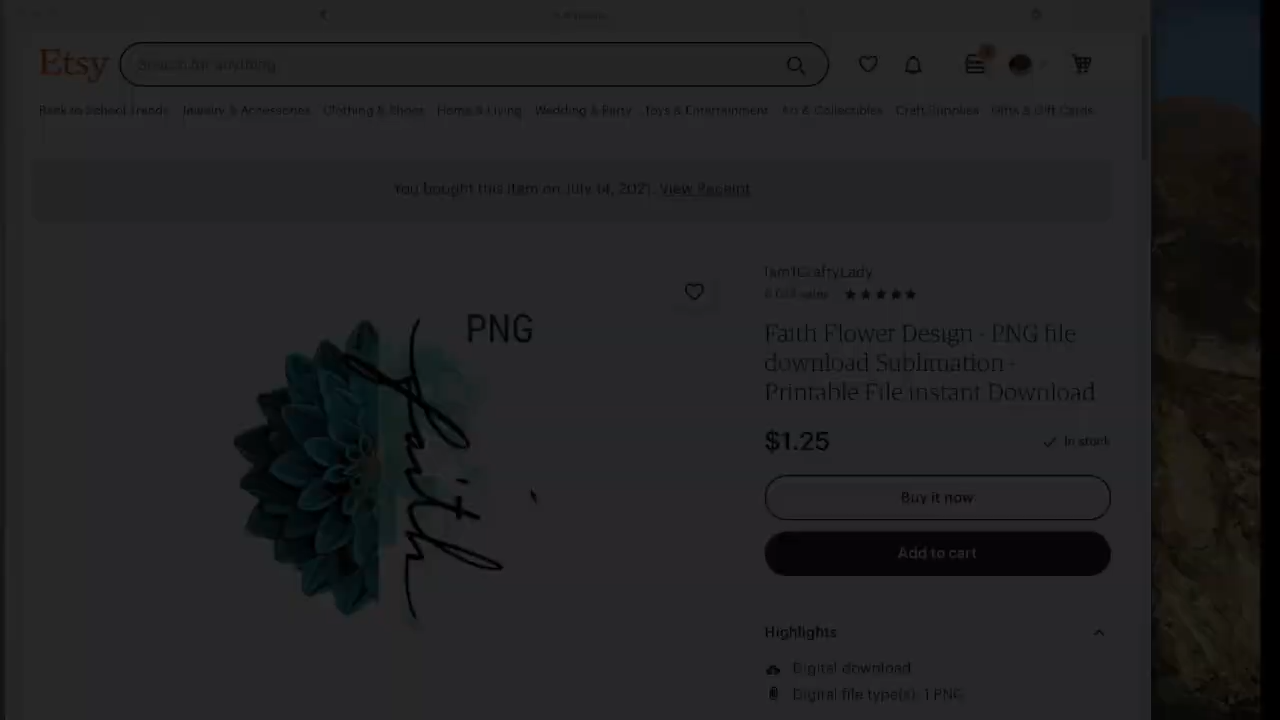 Etsy
Search for anything
Back to School Trends Jewelry & Accessories Clothing & Shoes Home & Living Wedding & Party Toys & Entertainment Art & Collectibles Craft Supplies Gifts & Gift Cards
You bought this item on July 14, 2021. View Receipt
PNG
faith
Iam1CraftyLady
sales
Faith Flower Design - PNG file
download Sublimation -
Printable File instant Download
$1.25
In stock
Buy it now
Add to cart
Highlights
Digital download
Digital file type(s): 1 PNG